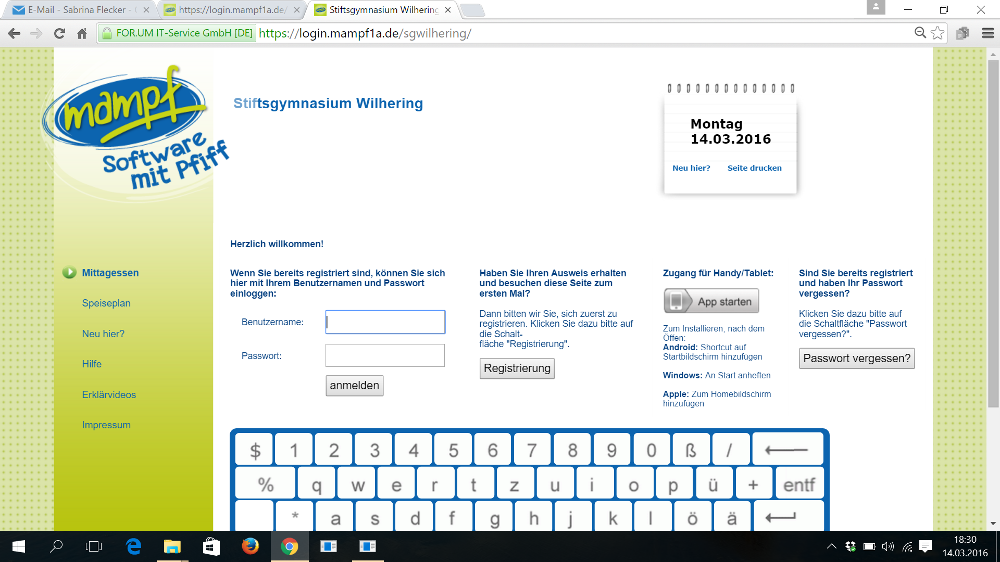 E-Mail - Sabrina Flecker -
https://login.mampf1a.de/
Stiftsgymnasium Wilhering
FOR.UM IT-Service GmbH [DE]
https://login.mampf1a.de/sgwilhering/
mampf
Software
mit Pfiff
Stiftsgymnasium Wilhering
Montag
14.03.2016
Neu hier?
Seite drucken
Mittagessen
Speiseplan
Neu hier?
Hilfe
Erklärvideos
Impressum
Herzlich willkommen!
Wenn Sie bereits registriert sind, können Sie sich
hier mit Ihrem Benutzernamen und Passwort
einloggen:
Benutzername:
Passwort:
anmelden
Haben Sie Ihren Ausweis erhalten
und besuchen diese Seite zum
ersten Mal?
Dann bitten wir Sie, sich zuerst zu
registrieren. Klicken Sie dazu bitte auf
die Schalt-
fläche "Registrierung".
Registrierung
Zugang für Handy/Tablet:
App starten
Zum Installieren, nach dem
Öffen:
Android: Shortcut auf
Startbildschirm hinzufügen
Windows: An Start anheften
Apple: Zum Homebildschirm
hinzufügen
Sind Sie bereits registriert
und haben Ihr Passwort
vergessen?
Klicken Sie dazu bitte auf
die Schaltfläche "Passwort
vergessen?".
Passwort vergessen?
$ 1 2 3 4 5 6 7 8 9 0 ß /
% q w e r t z u i o p ü + entf
* a s d f g h j k l ö ä
18:30
14.03.2016